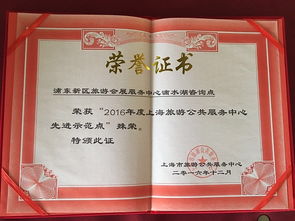 荣誉证书
浦东新区旅游会展服务中心滴水湖咨询点
荣获“2016年度上海旅游公共服务中心
先进示范点”殊荣。
特颁此证
上海市旅游公共服务中心
二〇一六年十二月